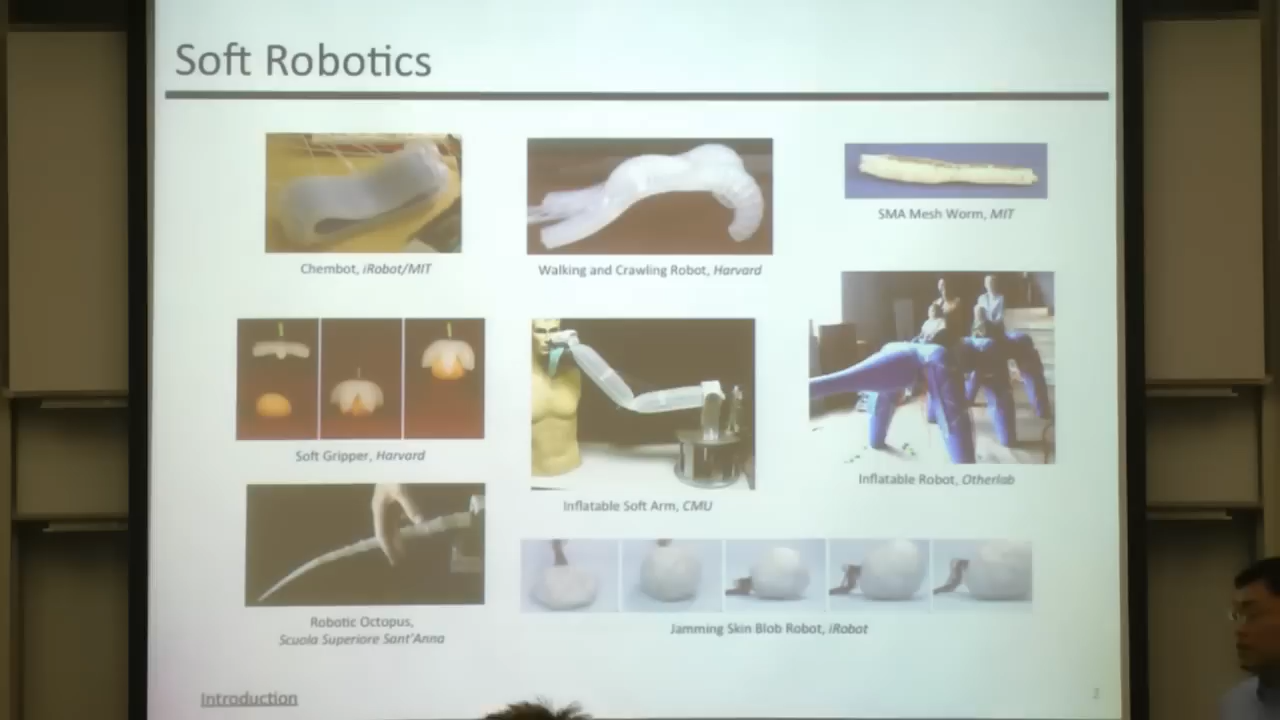 Soft Robotics
Chembot, iRobot/MIT
Walking and Crawling Robot, Harvard
SMA Mesh Worm, MIT
Soft Gripper, Harvard
Inflatable Soft Arm, CMU
Inflatable Robot, Otherlab
Robotic Octopus,
Scuola Superiore Sant'Anna
Jamming Skin Blob Robot, iRobot
Introduction